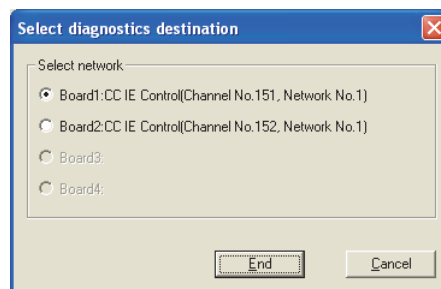 Select diagnostics destination
Select network
Board1:CC IE Control(Channel No.151, Network No.1)
Board2:CC IE Control(Channel No.152, Network No.1)
Board3:
Board4:
End
Cancel